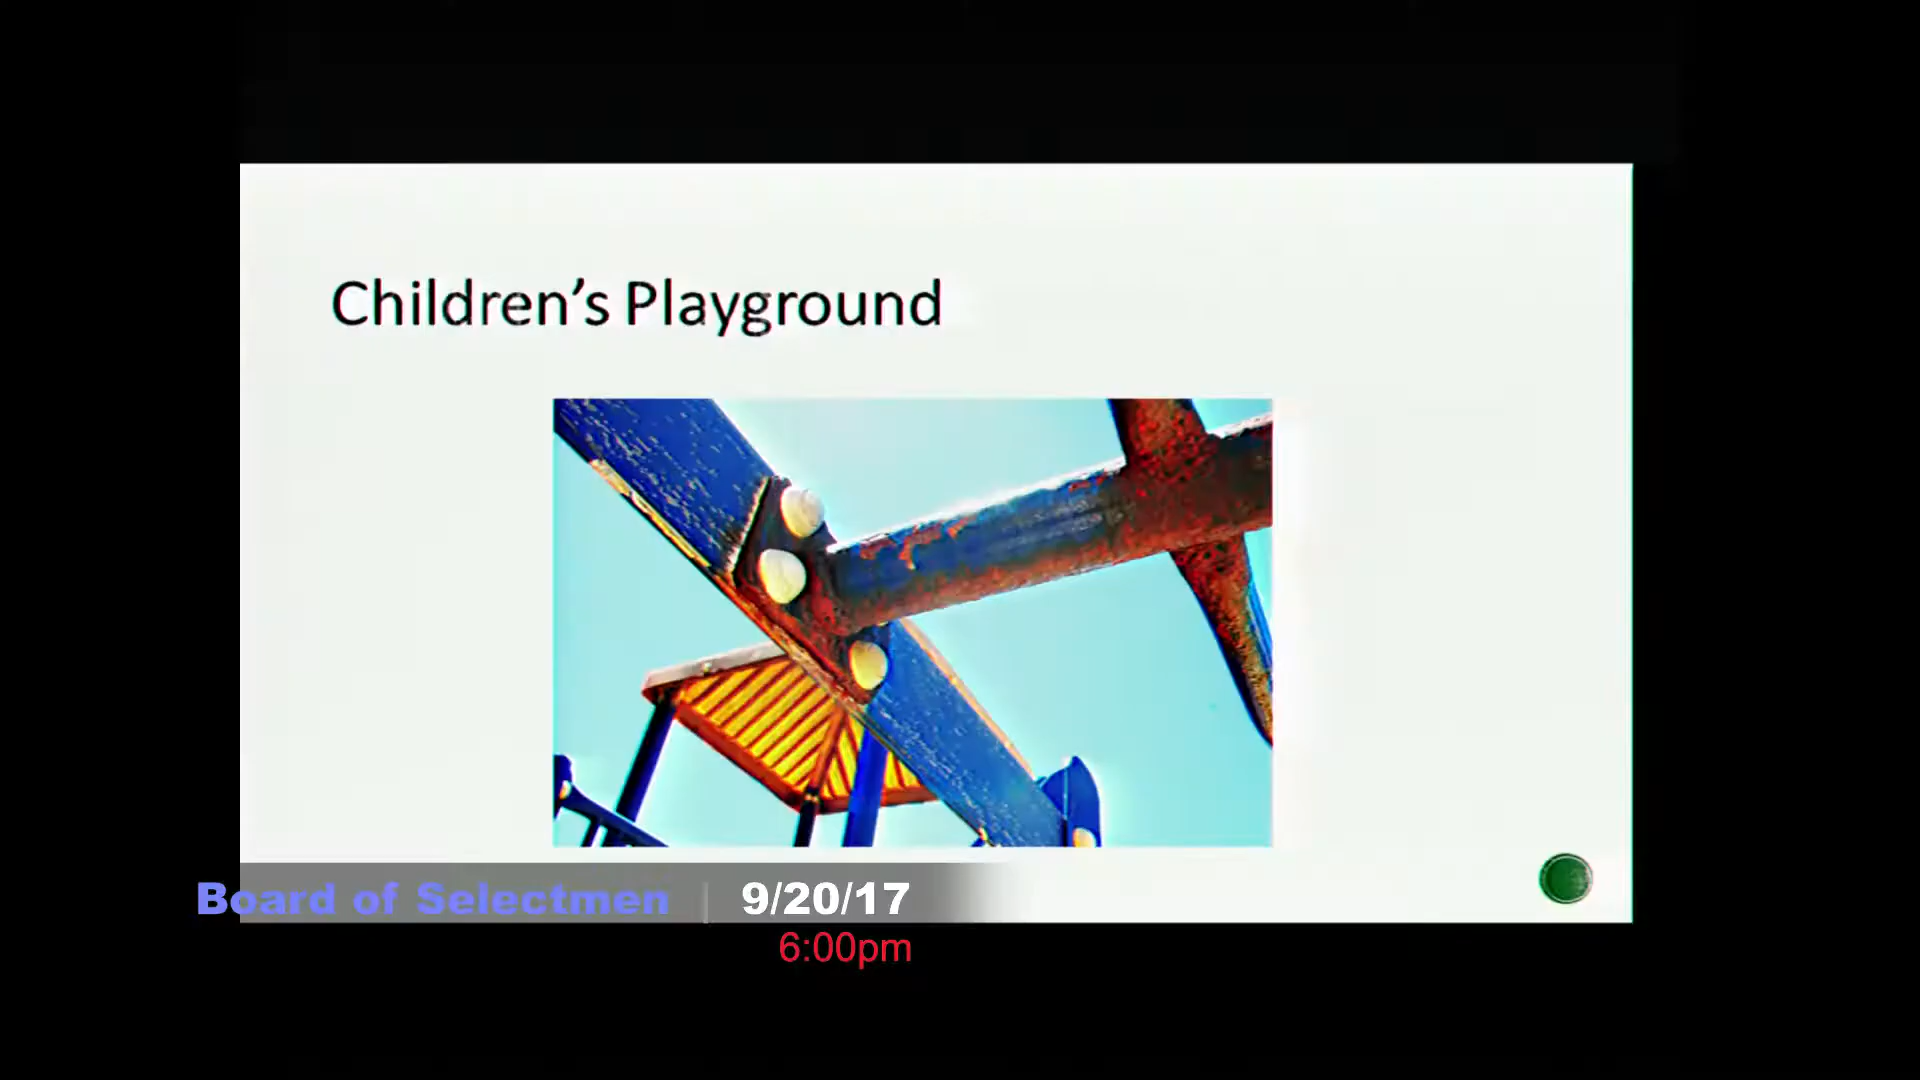 Children's Playground
Board of Selectmen | 9/20/17
6:00pm